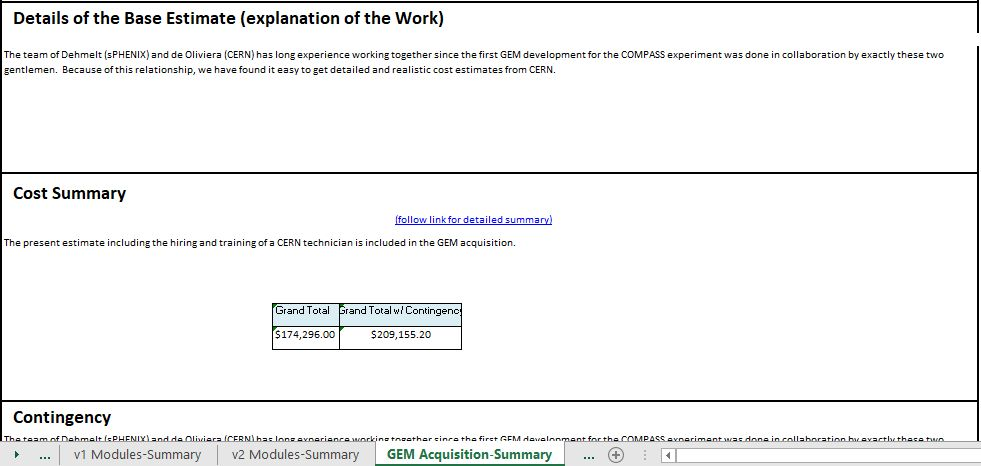 Details of the Base Estimate (explanation of the Work)
The team of Dehmelt (sPHENIX) and de Oliviera (CERN) has long experience working together since the first GEM development for the COMPASS experiment was done in collaboration by exactly these two
gentlemen. Because of this relationship, we have found it easy to get detailed and realistic cost estimates from CERN.
Cost Summary
(follow link for detailed summary)
The present estimate including the hiring and training of a CERN technician is included in the GEM acquisition.
Grand Total Grand Total w/ Contingency
$174,296.00 $209,155.20
Contingency
The team of Dehmelt (sPHENIX) and de Oliviera (CERN) has long experience working together since the first GEM development for the COMPASS experiment was done in collaboration by exactly these two
... v1 Modules-Summary v2 Modules-Summary GEM Acquisition-Summary ...